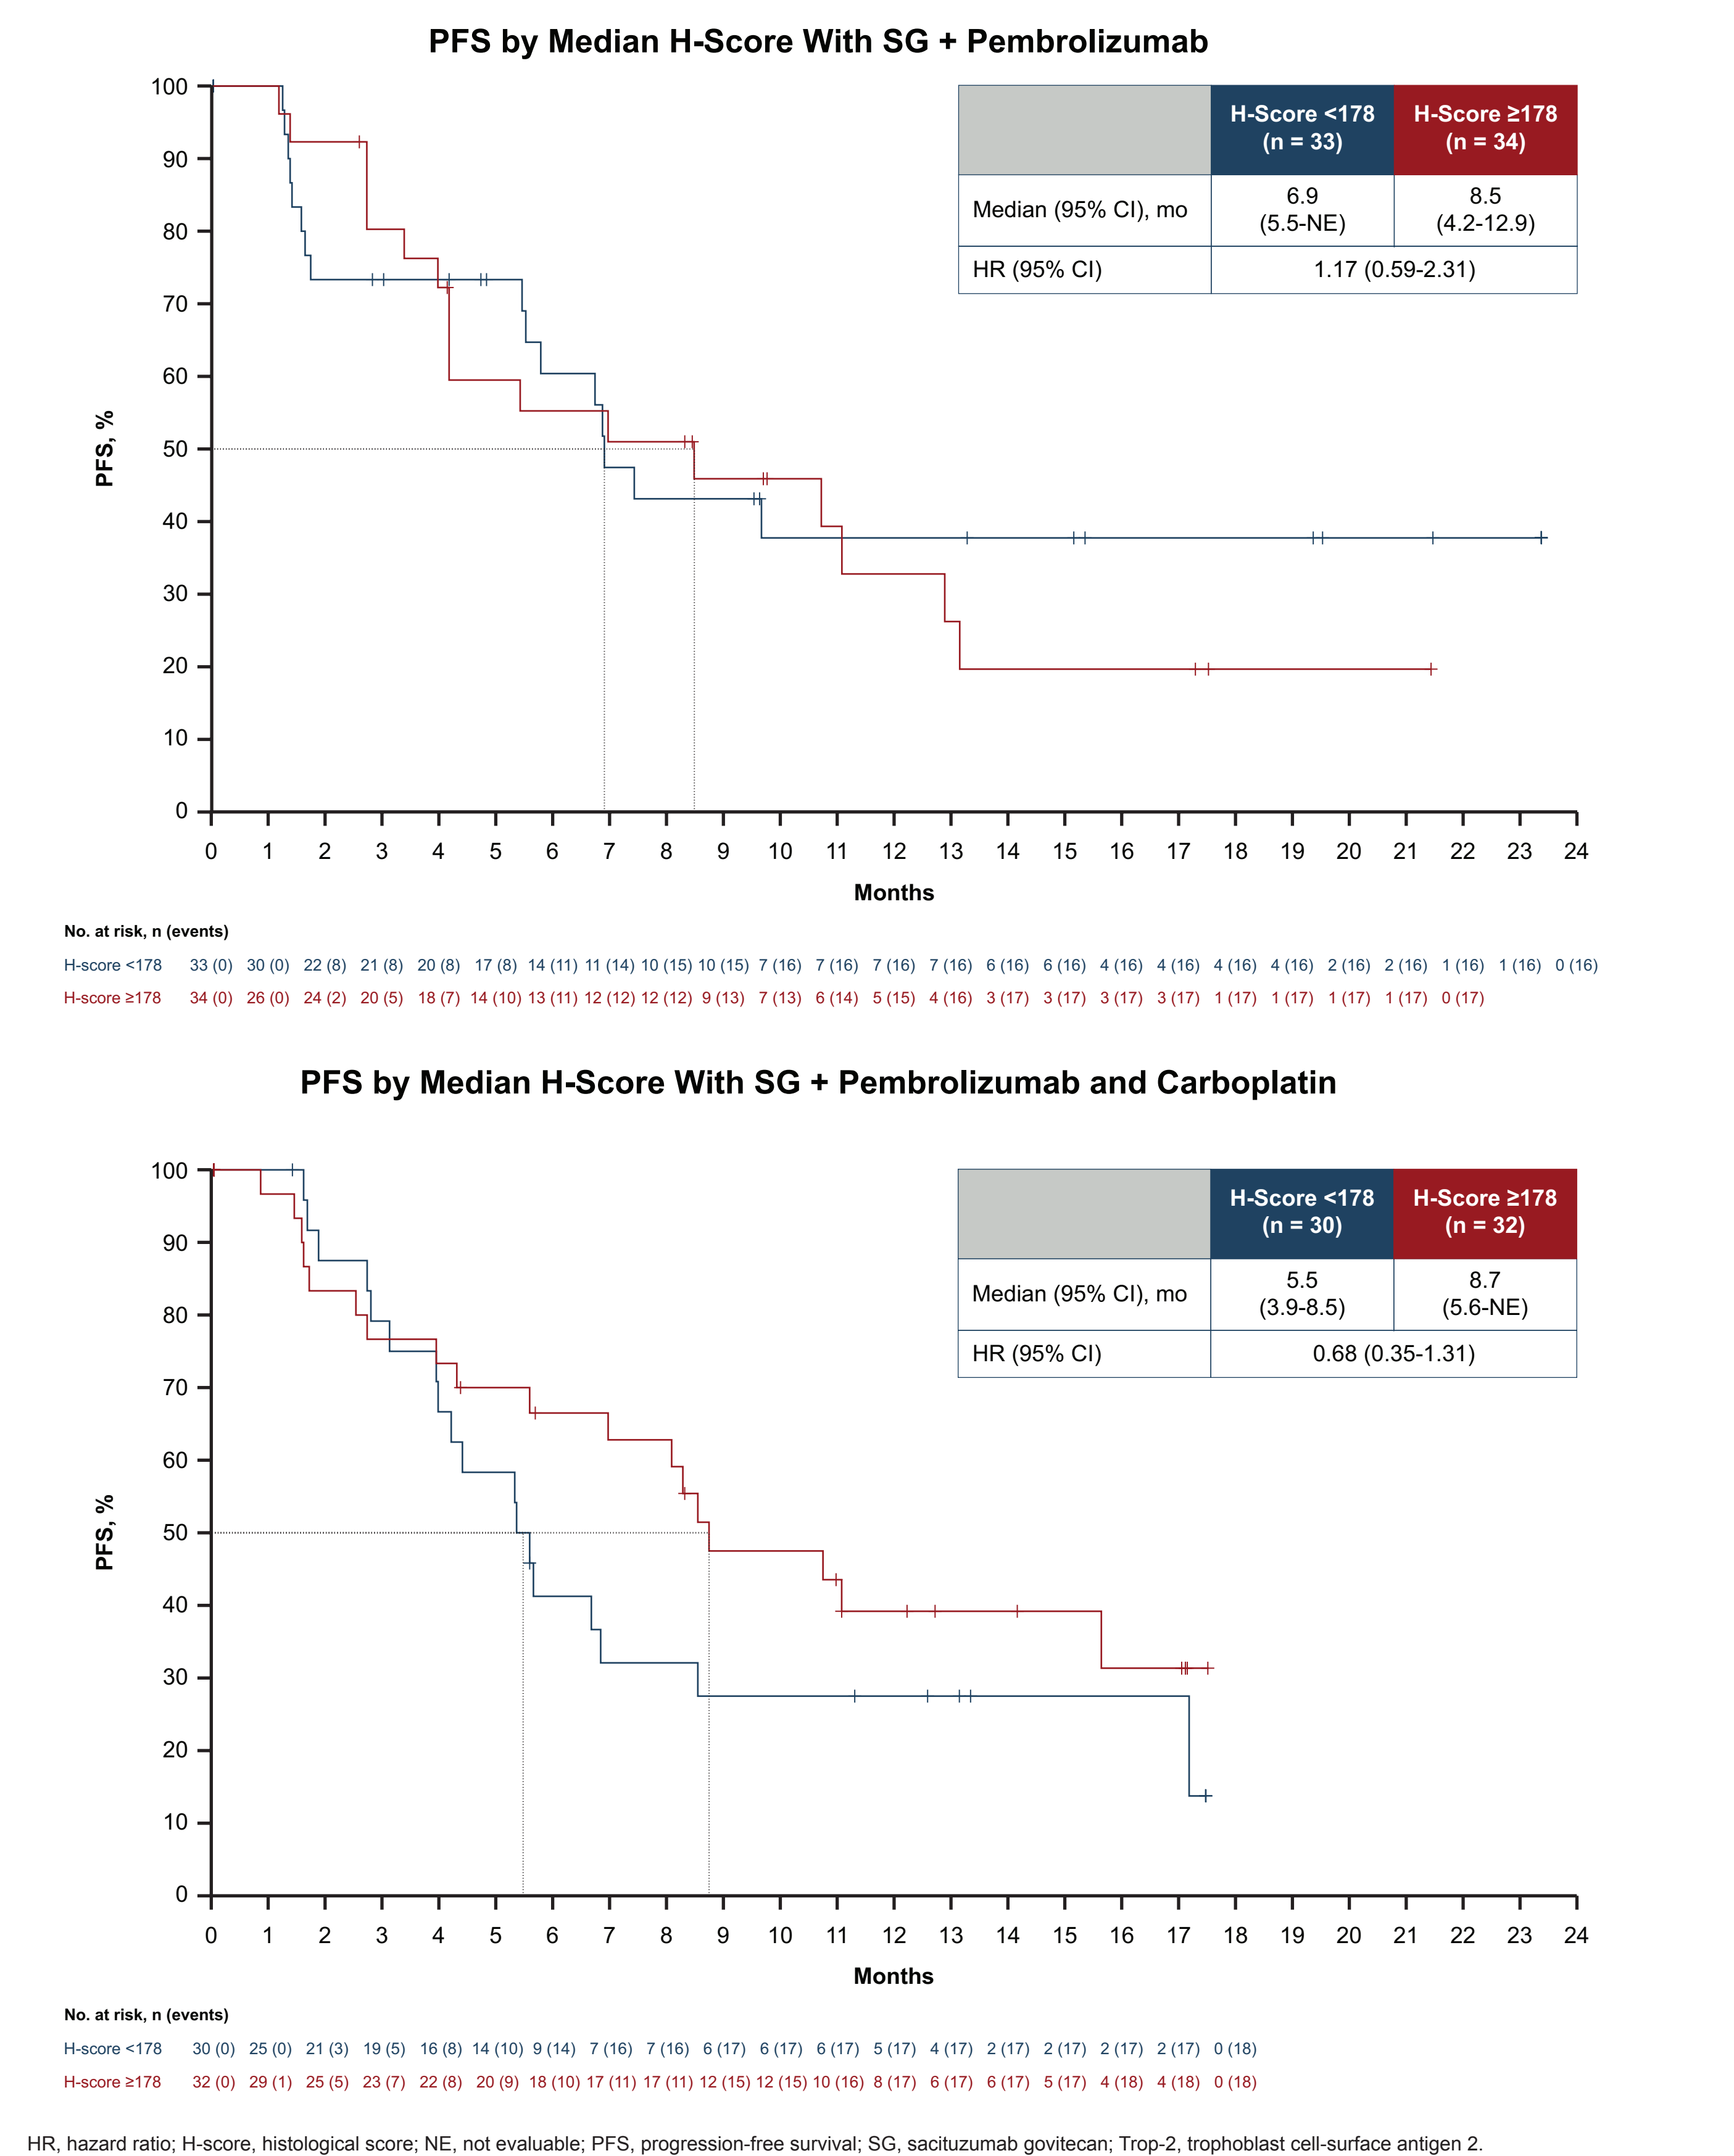 PFS by Median H-Score With SG + Pembrolizumab
100
90
80
70
60
50
40
30
20
10
0
PFS, %
H-Score <178
(n = 33)
H-Score ≥178
(n = 34)
Median (95% CI), mo
6.9
(5.5-NE)
8.5
(4.2-12.9)
HR (95% CI)
1.17 (0.59-2.31)
0 1 2 3 4 5 6 7 8 9 10 11 12 13 14 15 16 17 18 19 20 21 22 23 24
Months
No. at risk, n (events)
H-score <178 33 (0) 30 (0) 22 (8) 21 (8) 20 (8) 17 (8) 14 (11) 11 (14) 10 (15) 10 (15) 7 (16) 7 (16) 7 (16) 7 (16) 6 (16) 6 (16) 4 (16) 4 (16) 4 (16) 4 (16) 2 (16) 2 (16) 1 (16) 1 (16) 0 (16)
H-score ≥178 34 (0) 26 (0) 24 (2) 20 (5) 18 (7) 14 (10) 13 (11) 12 (12) 12 (12) 9 (13) 7 (13) 6 (14) 5 (15) 4 (16) 3 (17) 3 (17) 3 (17) 3 (17) 1 (17) 1 (17) 1 (17) 1 (17) 0 (17)
PFS by Median H-Score With SG + Pembrolizumab and Carboplatin
100
90
80
70
60
50
40
30
20
10
0
PFS, %
H-Score <178
(n = 30)
H-Score ≥178
(n = 32)
Median (95% CI), mo
5.5
(3.9-8.5)
8.7
(5.6-NE)
HR (95% CI)
0.68 (0.35-1.31)
0 1 2 3 4 5 6 7 8 9 10 11 12 13 14 15 16 17 18 19 20 21 22 23 24
Months
No. at risk, n (events)
H-score <178 30 (0) 25 (0) 21 (3) 19 (5) 16 (8) 14 (10) 9 (14) 7 (16) 7 (16) 6 (17) 6 (17) 6 (17) 5 (17) 4 (17) 2 (17) 2 (17) 2 (17) 2 (17) 0 (18)
H-score ≥178 32 (0) 29 (1) 25 (5) 23 (7) 22 (8) 20 (9) 18 (10) 17 (11) 17 (11) 12 (15) 12 (15) 10 (16) 8 (17) 6 (17) 6 (17) 5 (17) 4 (18) 4 (18) 0 (18)
HR, hazard ratio; H-score, histological score; NE, not evaluable; PFS, progression-free survival; SG, sacituzumab govitecan; Trop-2, trophoblast cell-surface antigen 2.